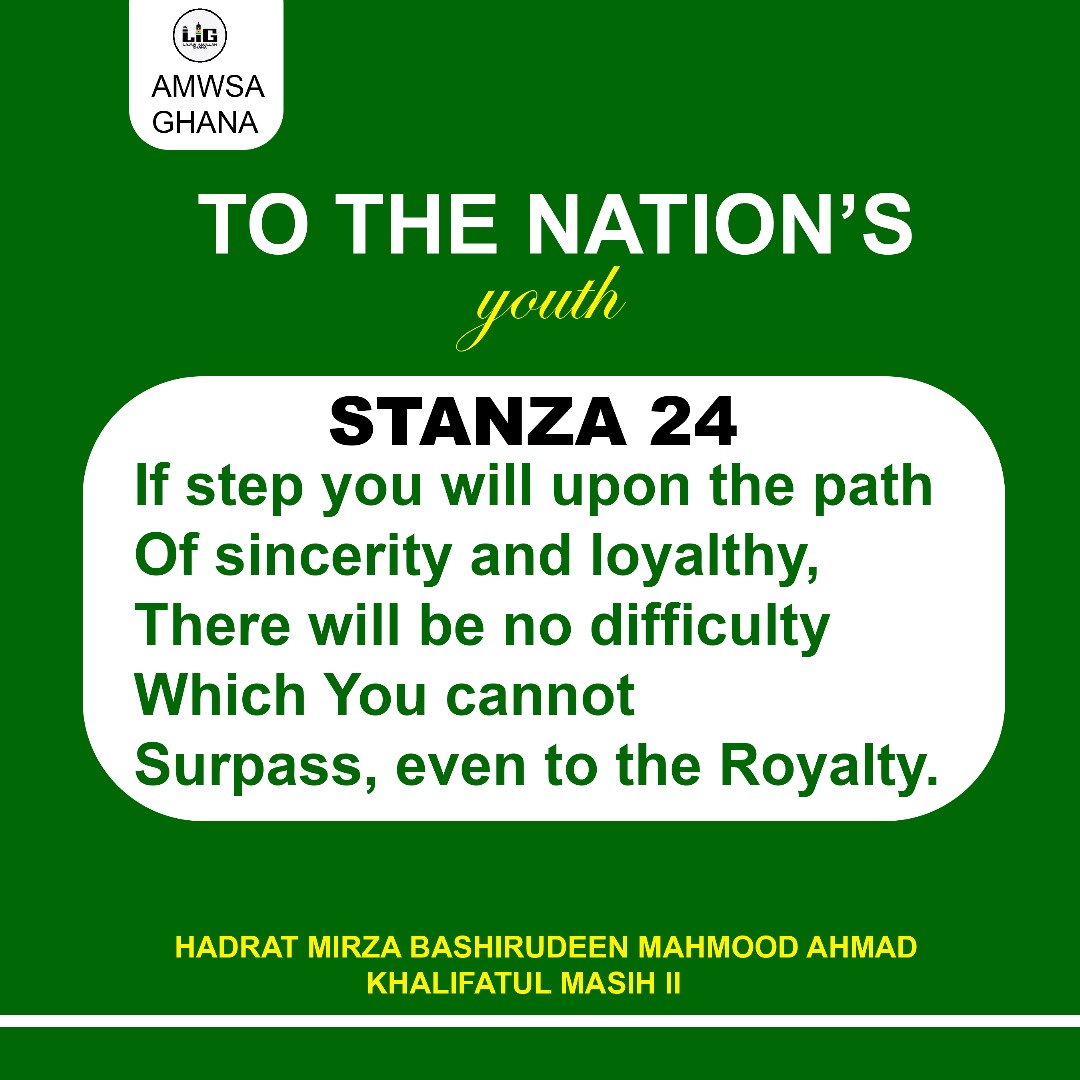 LiG
AMWSA
GHANA
TO THE NATION’S
youth
STANZA 24
If step you will upon the path
Of sincerity and loyalthy,
There will be no difficulty
Which You cannot
Surpass, even to the Royalty.
HADRAT MIRZA BASHIRUDEEN MAHMOOD AHMAD
KHALIFATUL MASIH II